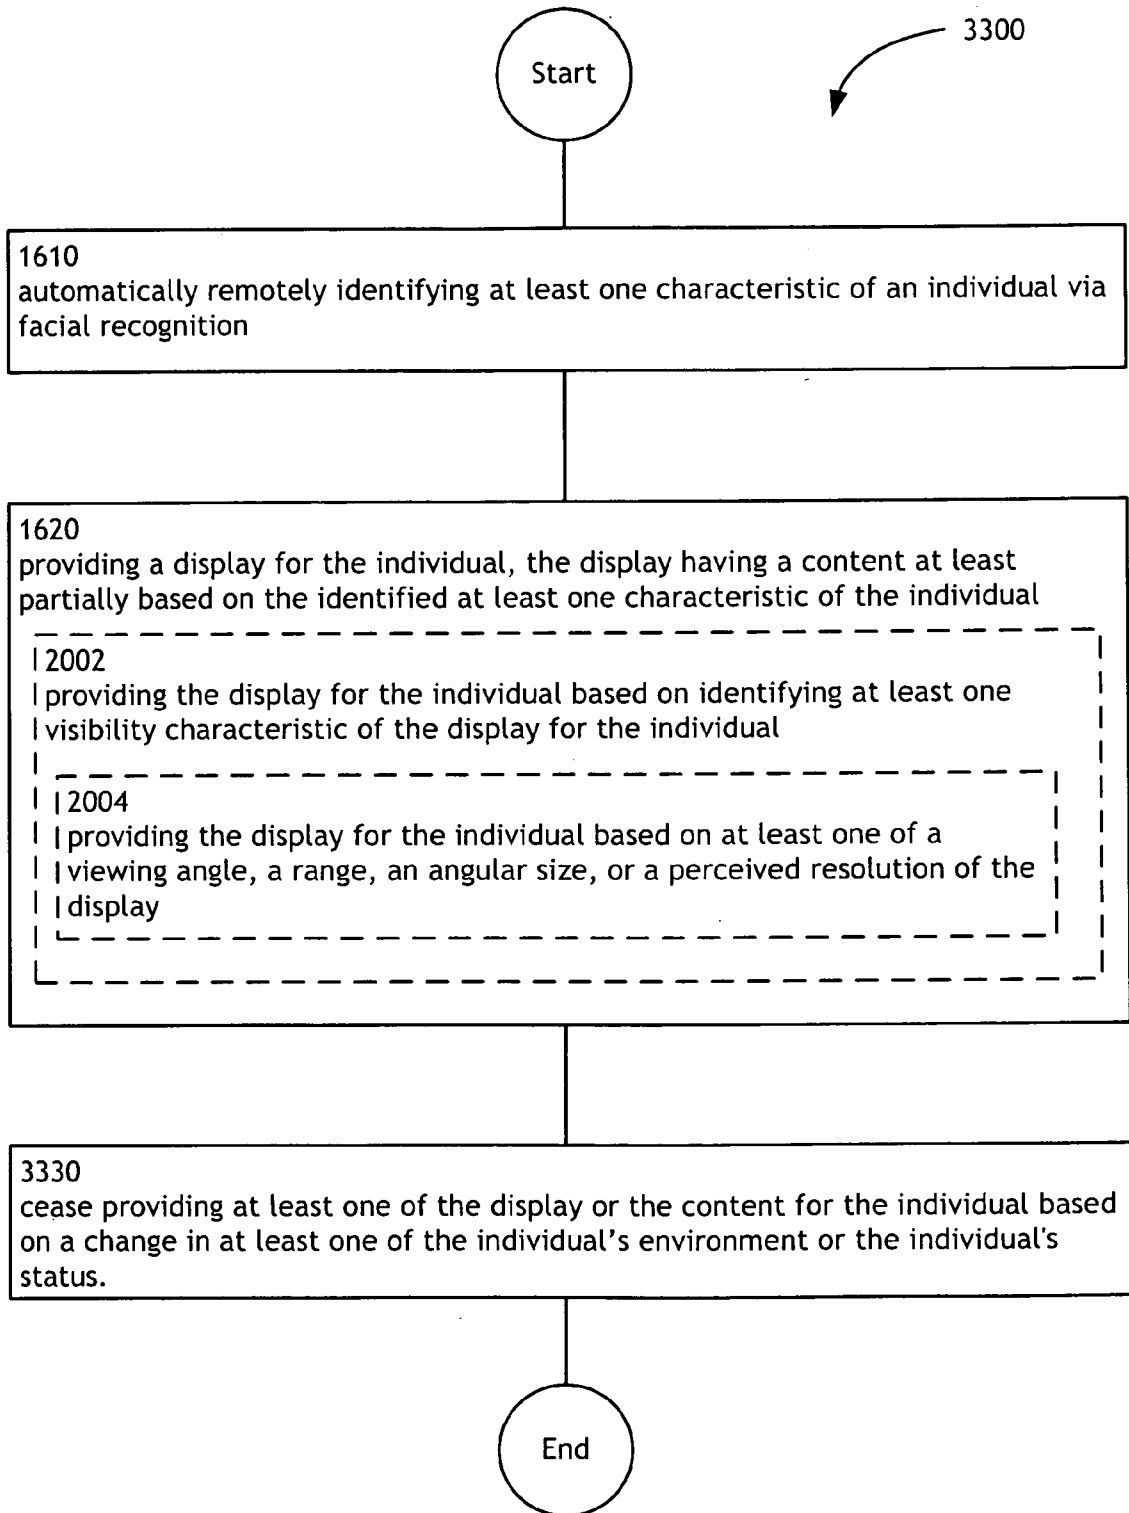 3300
Start
1610
automatically remotely identifying at least one characteristic of an individual via
facial recognition
1620
providing a display for the individual, the display having a content at least
partially based on the identified at least one characteristic of the individual
2002
providing the display for the individual based on identifying at least one
visibility characteristic of the display for the individual
2004
providing the display for the individual based on at least one of a
viewing angle, a range, an angular size, or a perceived resolution of the
display
3330
cease providing at least one of the display or the content for the individual based
on a change in at least one of the individual’s environment or the individual's
status.
End